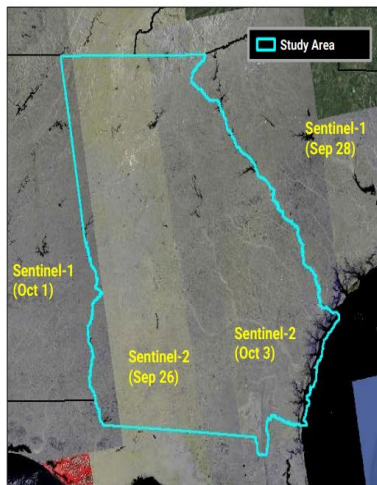 Study Area
Sentinel-1
(Sep 28)
Sentinel-1
(Oct 1)
Sentinel-2
(Oct 3)
Sentinel-2
(Sep 26)